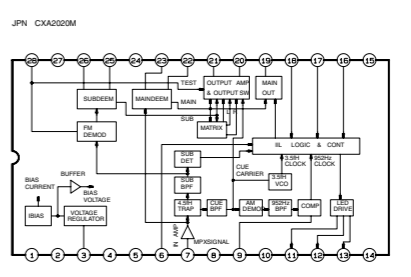 JPN CXA2020M
28 27 26 25 24 23 22 21 20 19 18 17 16 15
TEST
OUTPUT AMP
& OUTPUT SW
MAIN
OUT
SUBDEEM
MAINDEEM
MAIN
SUB
L R
FM
DEMOD
MATRIX
IIL LOGIC & CONT
SUB
DET
CUE
CARRIER
3.5fH
CLOCK
952Hz
CLOCK
BUFFER
BIAS
CURRENT
BIAS
VOLTAGE
SUB
BPF
3.5fH
VCO
IBIAS
VOLTAGE
REGULATOR
4.5fH
TRAP
CUE
BPF
AM
DEMOD
952Hz
BPF
COMP
LED
DRIVE
IN AMP
MPXSIGNAL
1 2 3 4 5 6 7 8 9 10 11 12 13 14